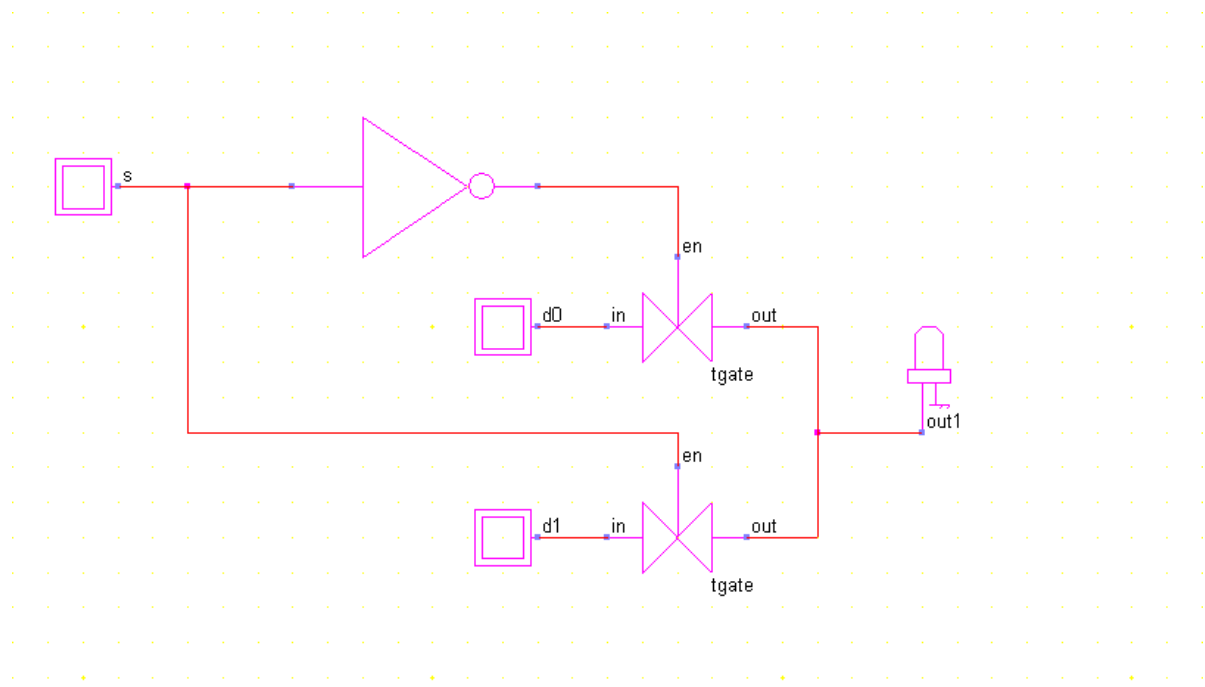 s
en
d0
in
out
tgate
out1
en
d1
in
out
tgate